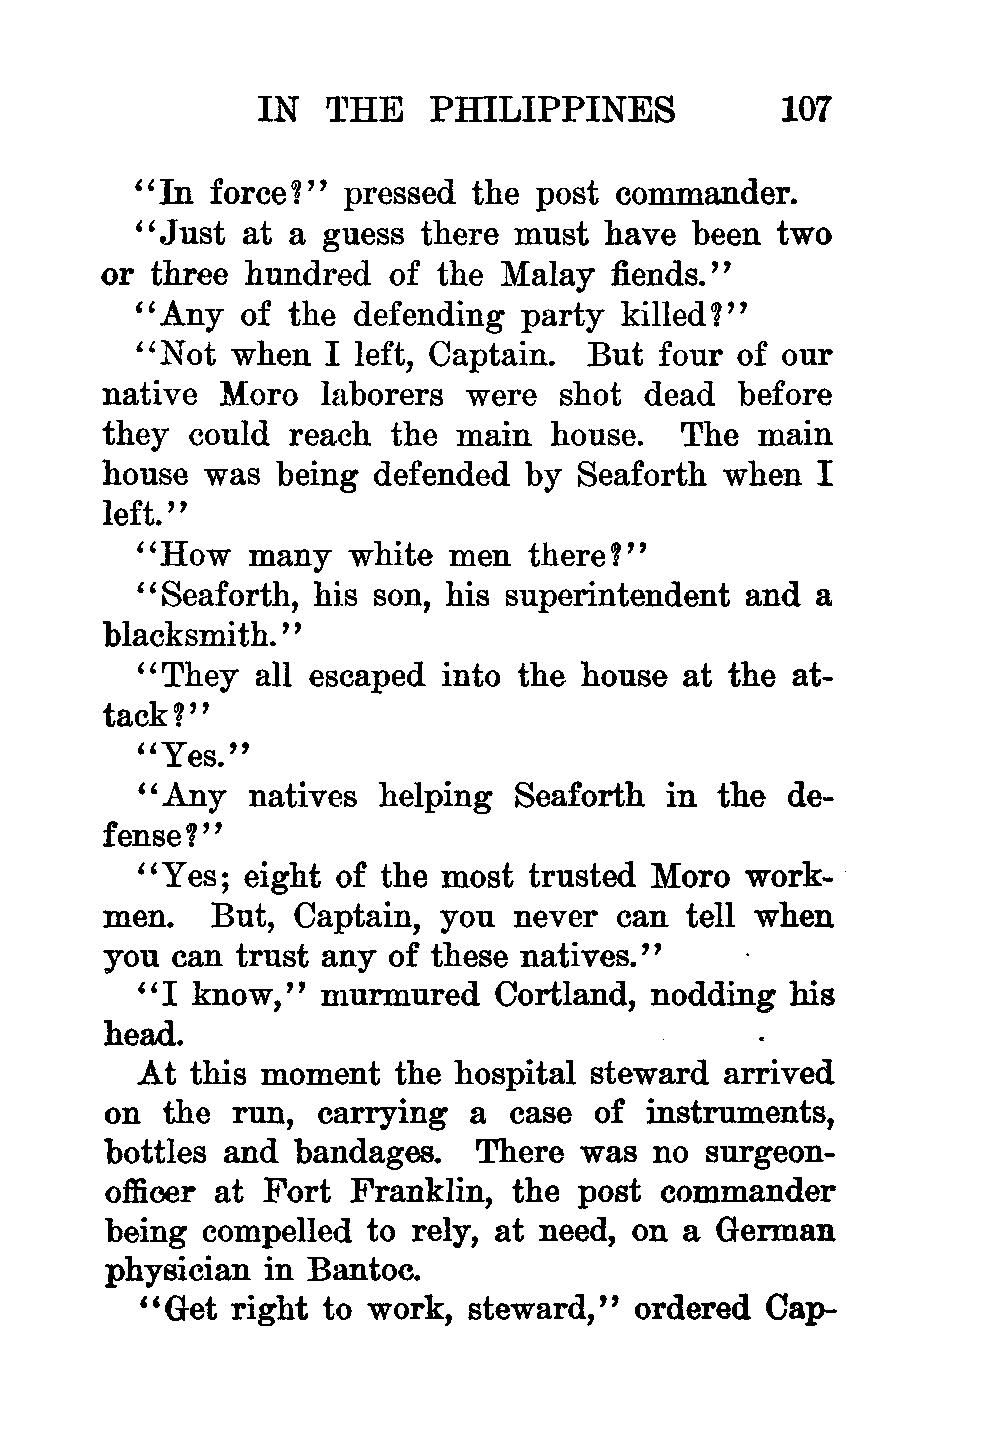 IN THE PHILIPPINES 107
"In force?" pressed the post commander.
"Just at a guess there must have been two
or three hundred of the Malay fiends."
"Any of the defending party killed?"
"Not when I left, Captain. But four of our
native Moro laborers were shot dead before
they could reach the main house. The main
house was being defended by Seaforth when I
left."
"How many white men there?"
"Seaforth, his son, his superintendent and a
blacksmith."
"They all escaped into the house at the at-
tack?"
"Yes."
"Any natives helping Seaforth in the de-
fense?"
"Yes; eight of the most trusted Moro work-
men. But, Captain, you never can tell when
you can trust any of these natives."
"I know," murmured Cortland, nodding his
head.
At this moment the hospital steward arrived
on the run, carrying a case of instruments,
bottles and bandages. There was no surgeon-
officer at Fort Franklin, the post commander
being compelled to rely, at need, on a German
physician in Bantoc.
"Get right to work, steward," ordered Cap-